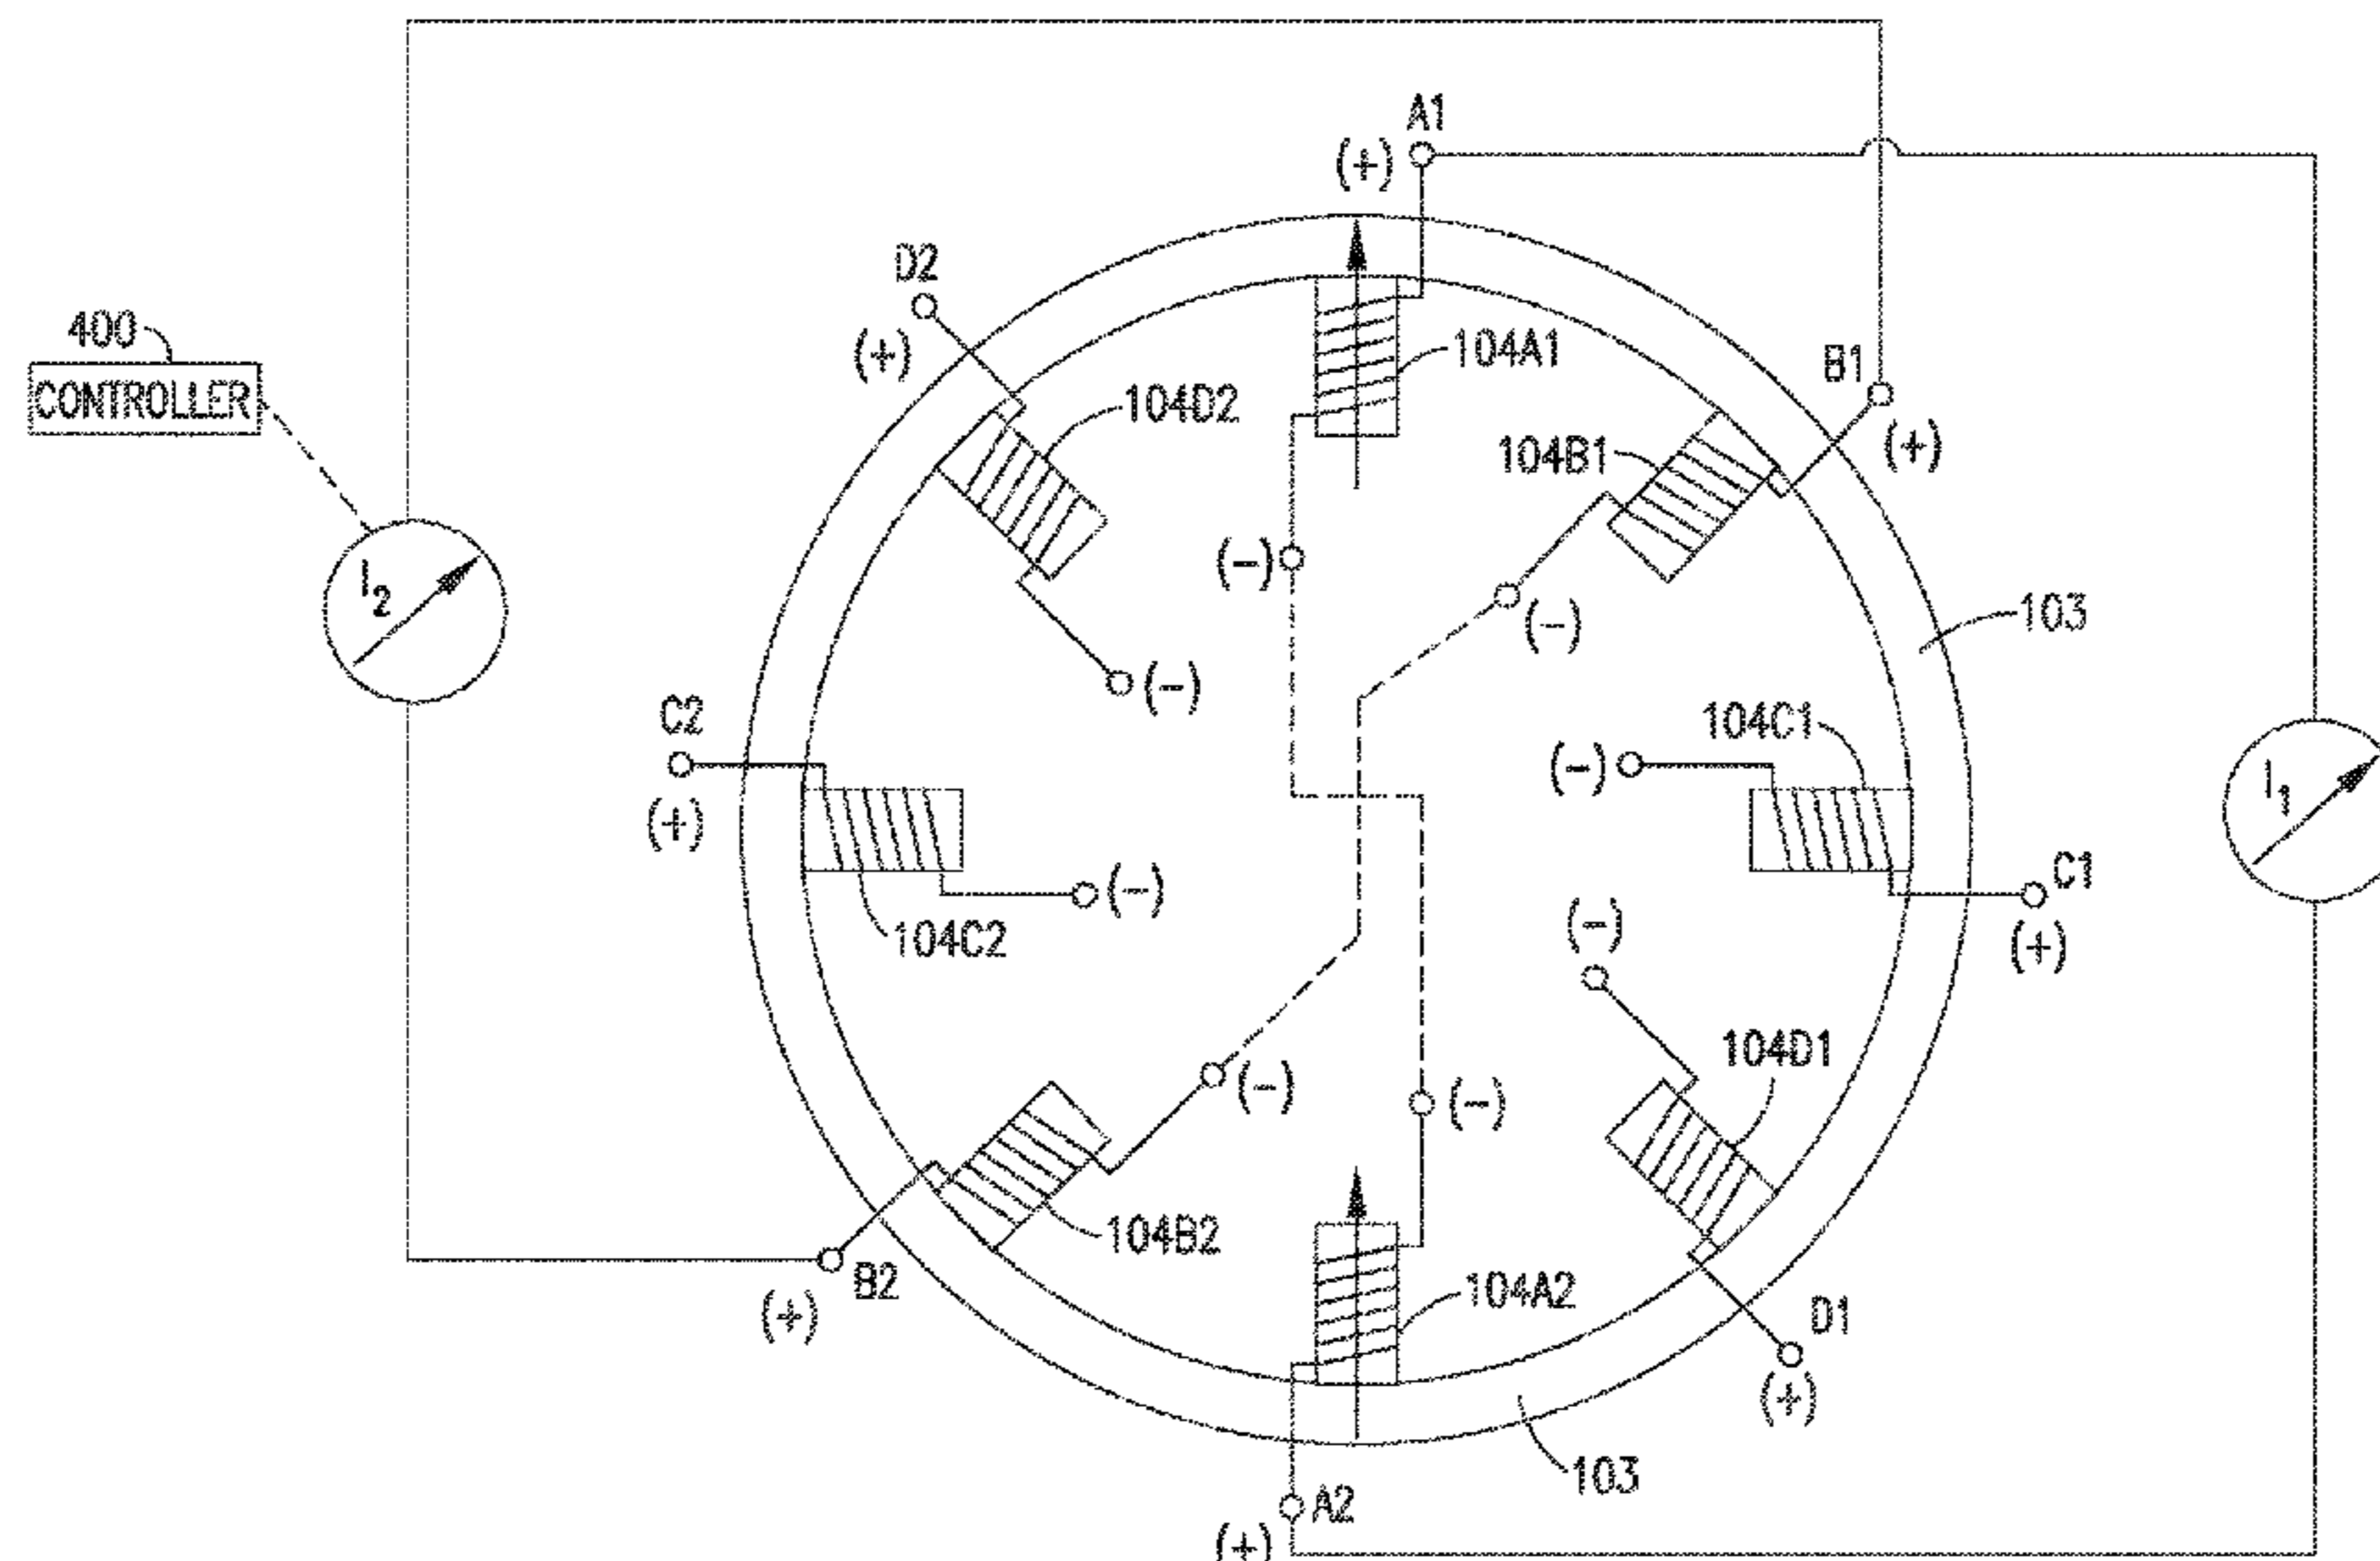 A1
(+)
D2
(+)
400
CONTROLLER
104A1
B1
(+)
104D2
104B1
I2
(-)
(-)
103
(-)
C2
(+)
104C1
(-)
I1
(-)
104C2
C1
(+)
(-)
104D1
(-)
(-)
104B2
B2
(+)
104A2
D1
(+)
103
A2
(+)